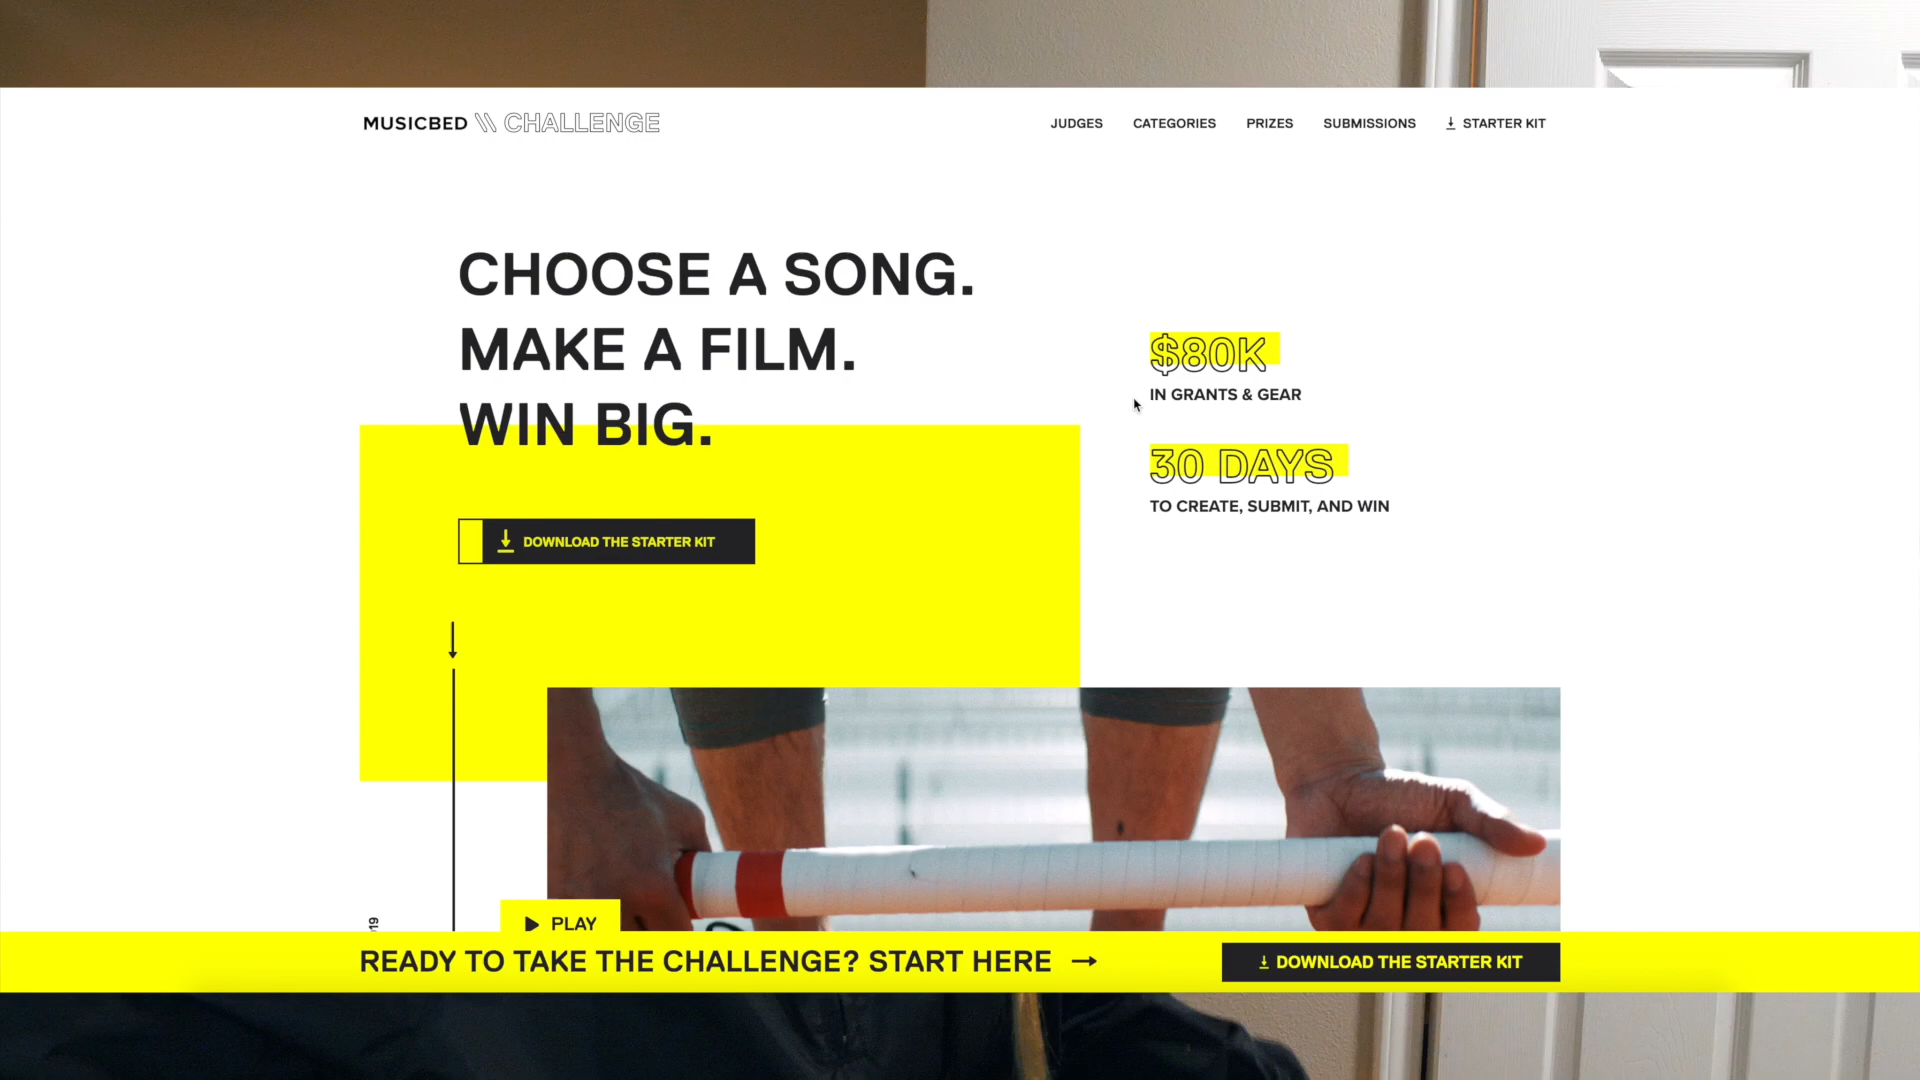 MUSICBED \\ CHALLENGE
JUDGES CATEGORIES PRIZES SUBMISSIONS STARTER KIT
CHOOSE A SONG.
MAKE A FILM.
WIN BIG.
$80K
IN GRANTS & GEAR
30 DAYS
TO CREATE, SUBMIT, AND WIN
DOWNLOAD THE STARTER KIT
PLAY
READY TO TAKE THE CHALLENGE? START HERE → DOWNLOAD THE STARTER KIT